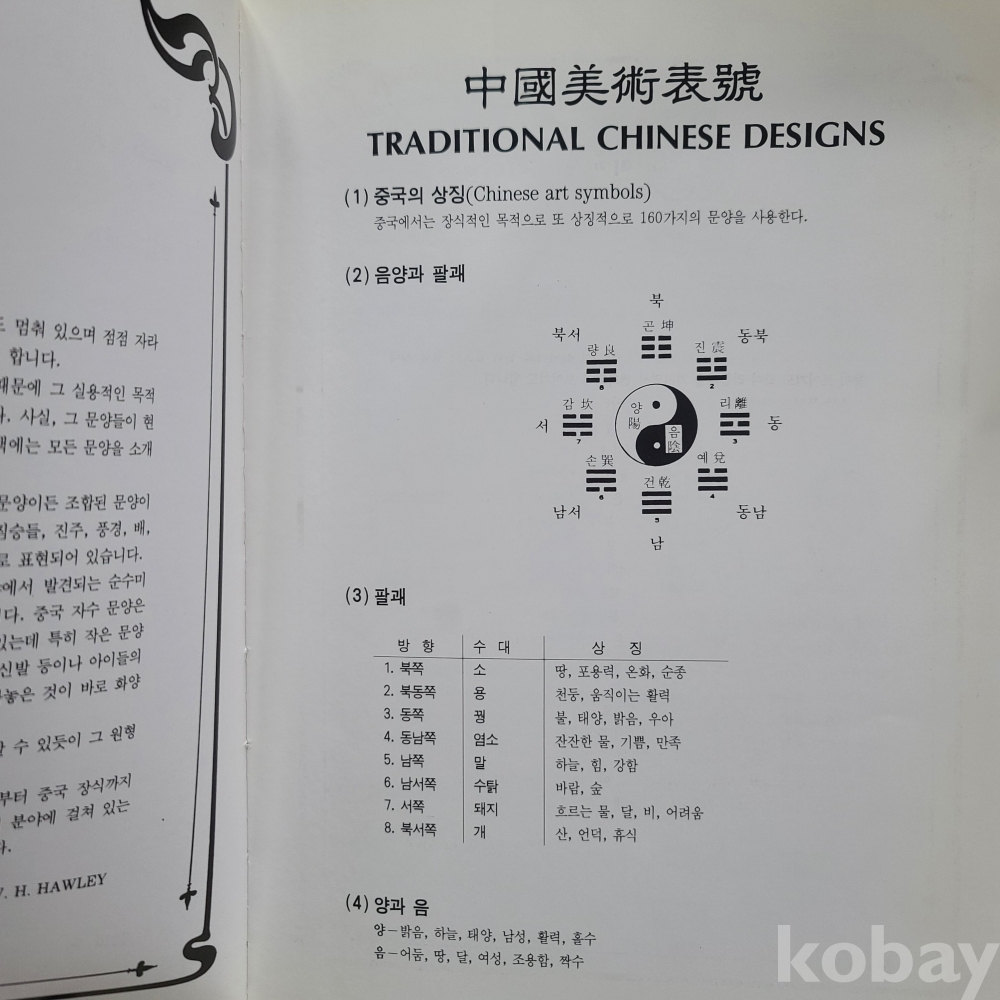 도 멈춰 있으며 점점 자라
합니다.
때문에 그 실용적인 목적
다. 사실, 그 문양들이 현
책에는 모든 문양을 소개
문양이든 조합된 문양이
짐승들, 진주, 풍경, 배,
로 표현되어 있습니다.
에서 발견되는 순수미
다. 중국 자수 문양은
있는데 특히 작은 문양
신발 등이나 아이들의
놓은 것이 바로 화양
할 수 있듯이 그 원형
부터 중국 장식까지
분야에 걸쳐 있는
다.
H. HAWLEY
中國美術表號
TRADITIONAL CHINESE DESIGNS
(1) 중국의 상징(Chinese art symbols)
중국에서는 장식적인 목적으로 또 상징적으로 160가지의 문양을 사용한다.
(2) 음양과 팔괘
북
북서
곤 坤
동북
량 良
진 震
8
2
서
감 坎
양
陽
리 離
동
7
음
陰
3
손 巽
예 兌
6
건 乾
4
남서
5
동남
남
(3) 팔괘
방 향 수 대 상 징
1. 북쪽 소 땅, 포용력, 온화, 순종
2. 북동쪽 용 천둥, 움직이는 활력
3. 동쪽 꿩 불, 태양, 밝음, 우아
4. 동남쪽 염소 잔잔한 물, 기쁨, 만족
5. 남쪽 말 하늘, 힘, 강함
6. 남서쪽 수탉 바람, 숲
7. 서쪽 돼지 흐르는 물, 달, 비, 어려움
8. 북서쪽 개 산, 언덕, 휴식
(4) 양과 음
양－밝음, 하늘, 태양, 남성, 활력, 홀수
음－어둠, 땅, 달, 여성, 조용함, 짝수
kobay